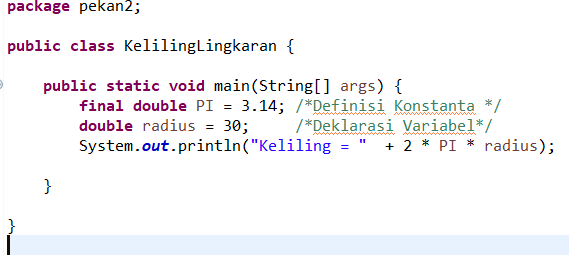 package pekan2;
public class KelilingLingkaran {
public static void main(String[] args) {
final double PI = 3.14; /*Definisi Konstanta */
double radius = 30; /*Deklarasi Variabel*/
System.out.println("Keliling = " + 2 * PI * radius);
}
}